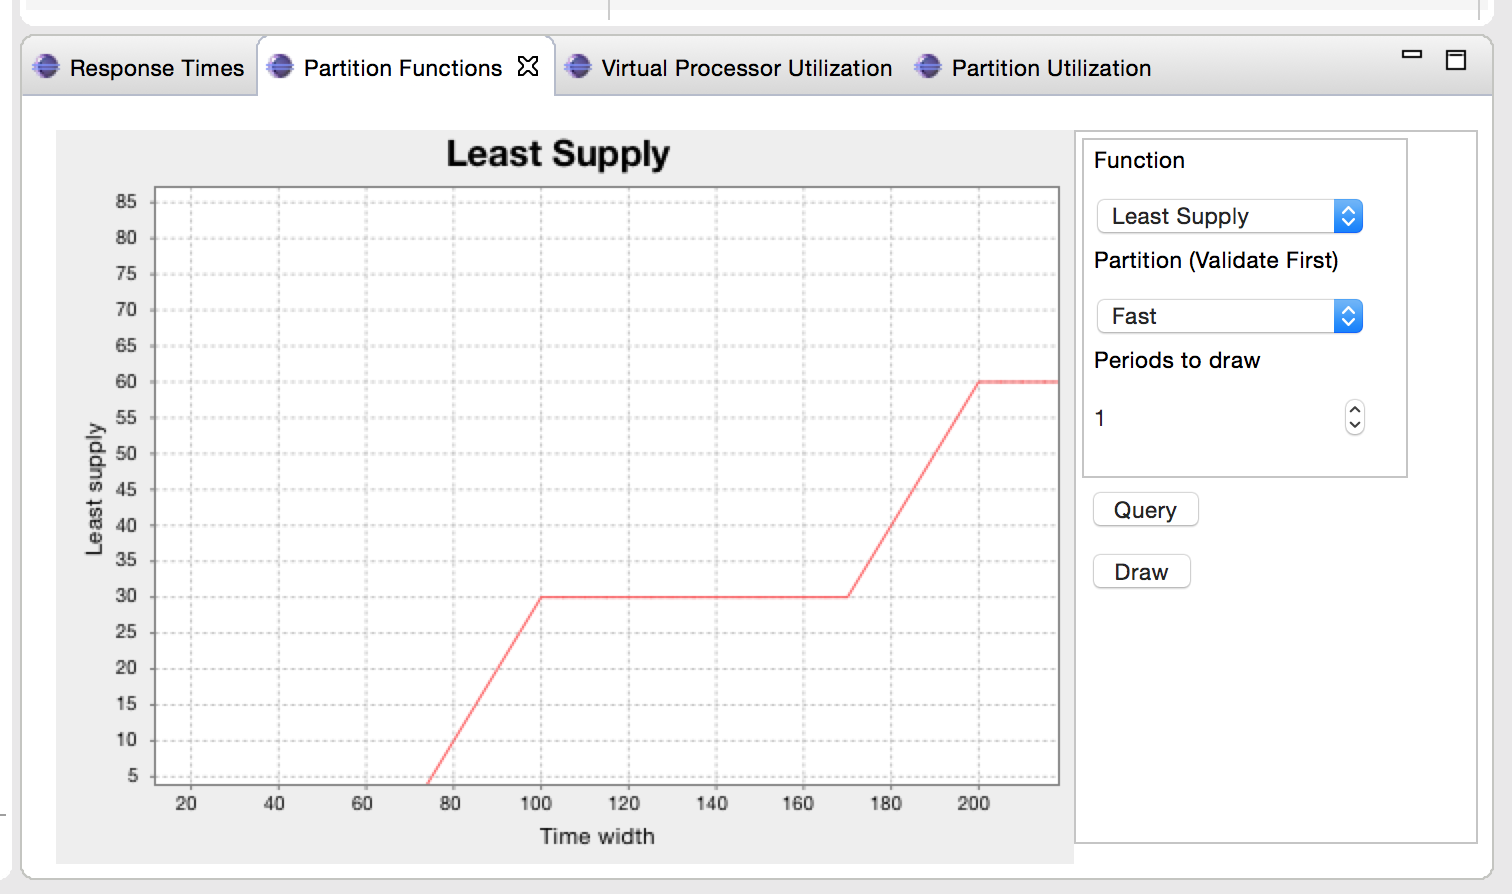 Response Times Partition Functions Virtual Processor Utilization Partition Utilization
Least Supply
85
80
75
70
65
60
55
50
45
40
35
30
25
20
15
10
5
Least supply
20 40 60 80 100 120 140 160 180 200
Time width
Function
Least Supply
Partition (Validate First)
Fast
Periods to draw
1
Query
Draw